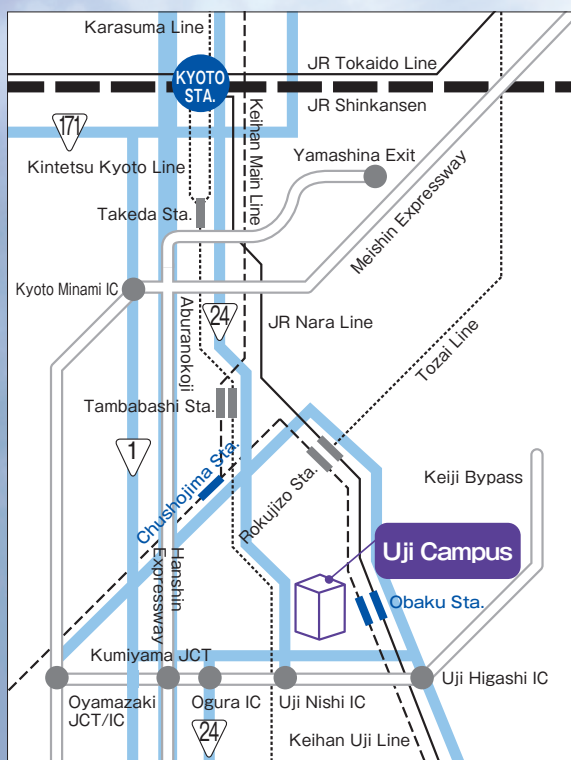 Karasuma Line
JR Tokaido Line
KYOTO
STA.
JR Shinkansen
171
Keihan Main Line
Kintetsu Kyoto Line
Yamashina Exit
Takeda Sta.
Meishin Expressway
Kyoto Minami IC
Aburanokoji
24
JR Nara Line
Tozai Line
Tambabashi Sta.
1
Chushojima Sta.
Rokujizo Sta.
Keiji Bypass
Hanshin
Expressway
Uji Campus
Obaku Sta.
Kumiyama JCT
Oyamazaki
JCT/IC
Ogura IC
Uji Nishi IC
Uji Higashi IC
24
Keihan Uji Line